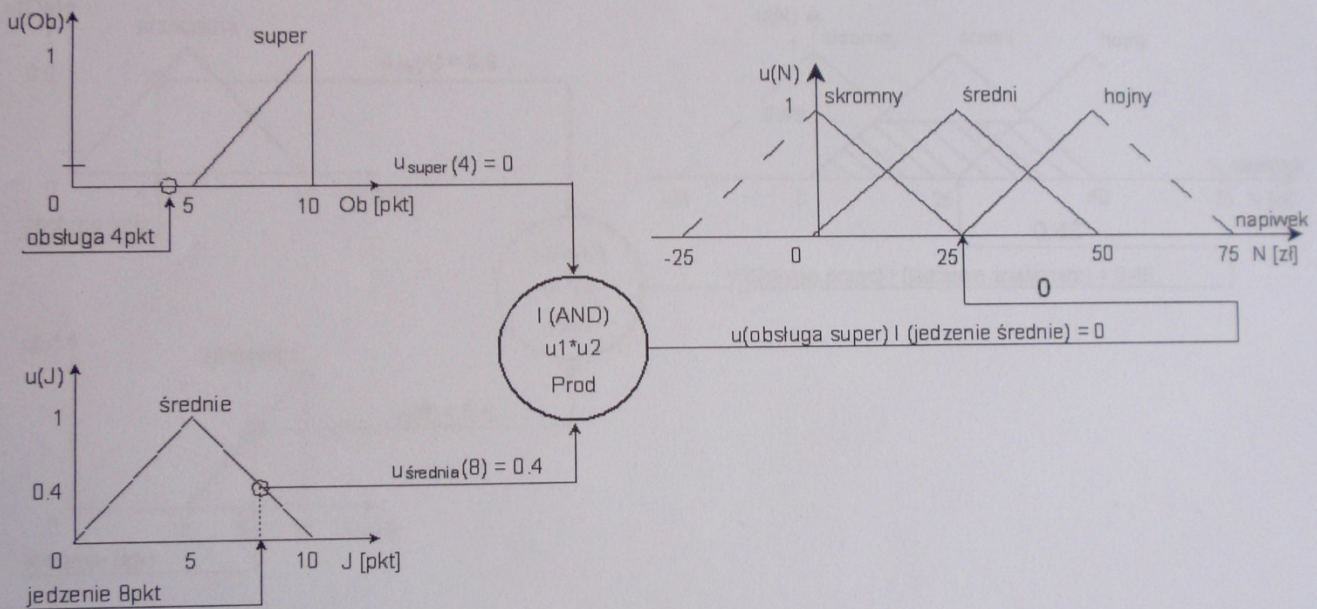 u(Ob)
1
super
0
5
10
Ob [pkt]
obsługa 4pkt
u super (4) = 0
u(J)
1
średnie
0.4
0
5
10
J [pkt]
jedzenie 8pkt
u średnia (8) = 0.4
I (AND)
u1*u2
Prod
u(obsługa super) I (jedzenie średnie) = 0
0
u(N)
1
skromny
średni
hojny
napiwek
-25
0
25
50
75
N [zł]